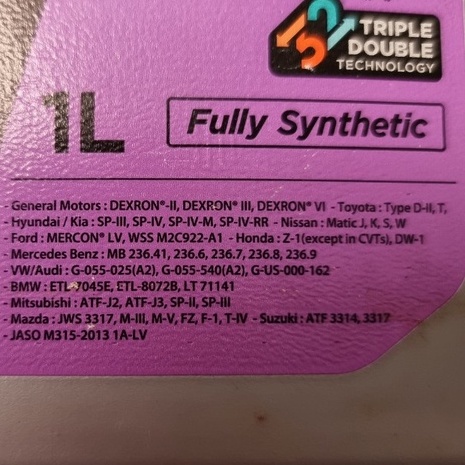 TRIPLE
DOUBLE
TECHNOLOGY
1L
Fully Synthetic
- General Motors : DEXRON®-II, DEXRON® III, DEXRON® VI - Toyota : Type D-II, T,
- Hyundai / Kia : SP-III, SP-IV, SP-IV-M, SP-IV-RR - Nissan : Matic J, K, S, W
- Ford : MERCON® LV, WSS M2C922-A1 - Honda : Z-1(except in CVTs), DW-1
- Mercedes Benz : MB 236.41, 236.6, 236.7, 236.8, 236.9
- VW/Audi : G-055-025(A2), G-055-540(A2), G-US-000-162
- BMW : ETL-7045E, ETL-8072B, LT 71141
- Mitsubishi : ATF-J2, ATF-J3, SP-II, SP-III
- Mazda : JWS 3317, M-III, M-V, FZ, F-1, T-IV - Suzuki : ATF 3314, 3317
- JASO M315-2013 1A-LV